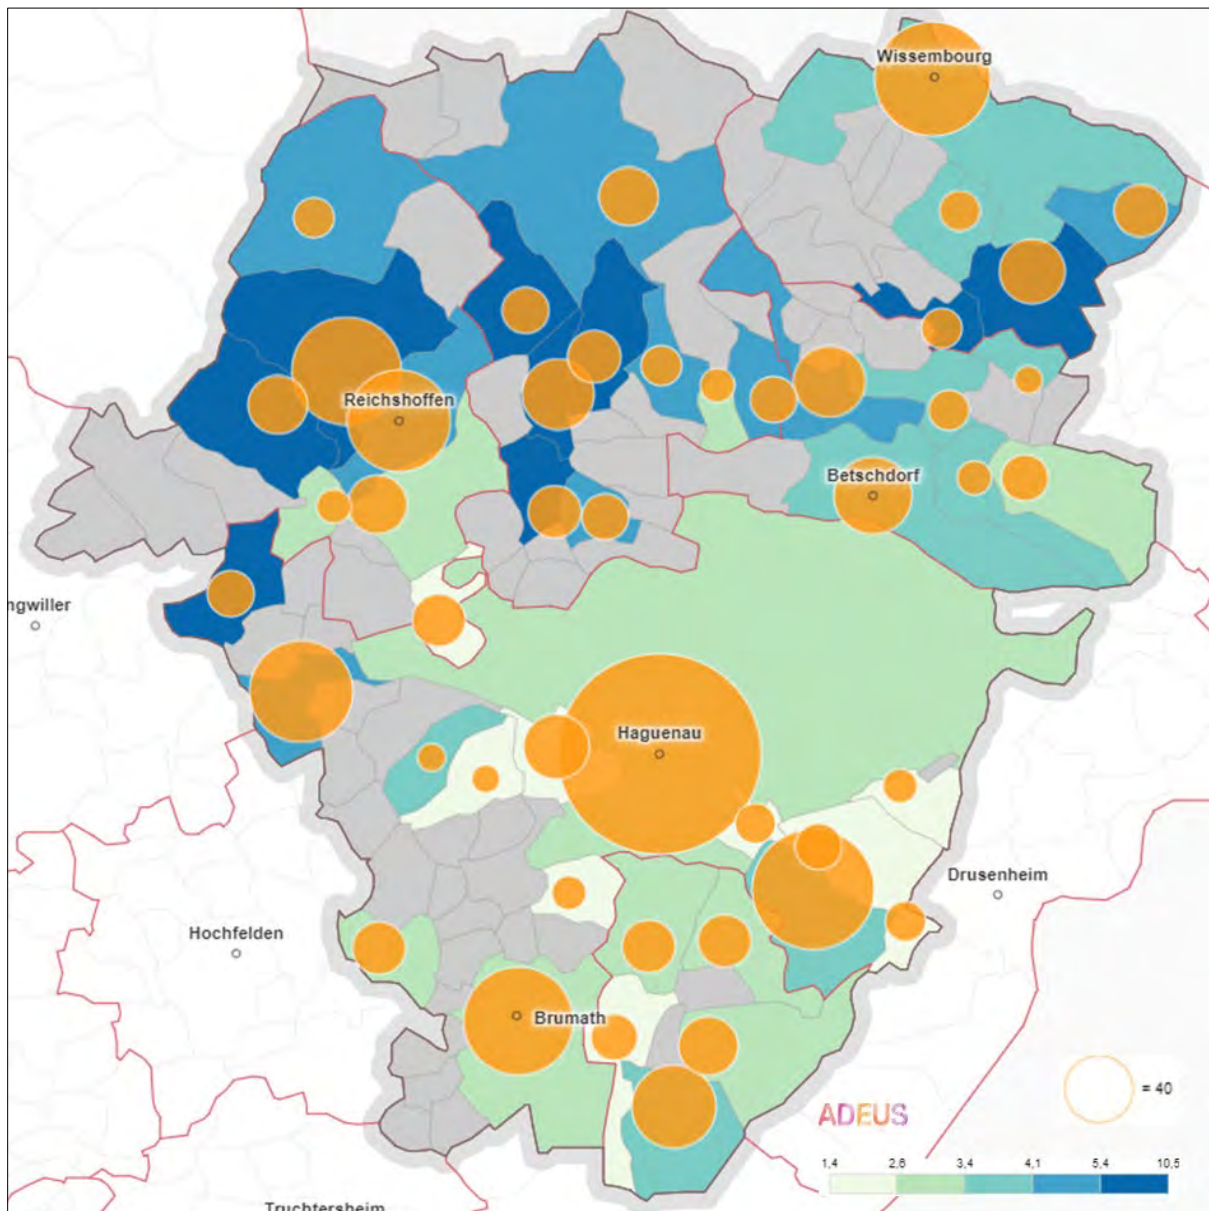 Wissembourg
Reichshoffen
Betschdorf
ngwiller
Haguenau
Drusenheim
Hochfelden
Brumath
= 40
ADEUS
1,4 2,6 3,4 4,1 5,4 10,5
Truchtersheim